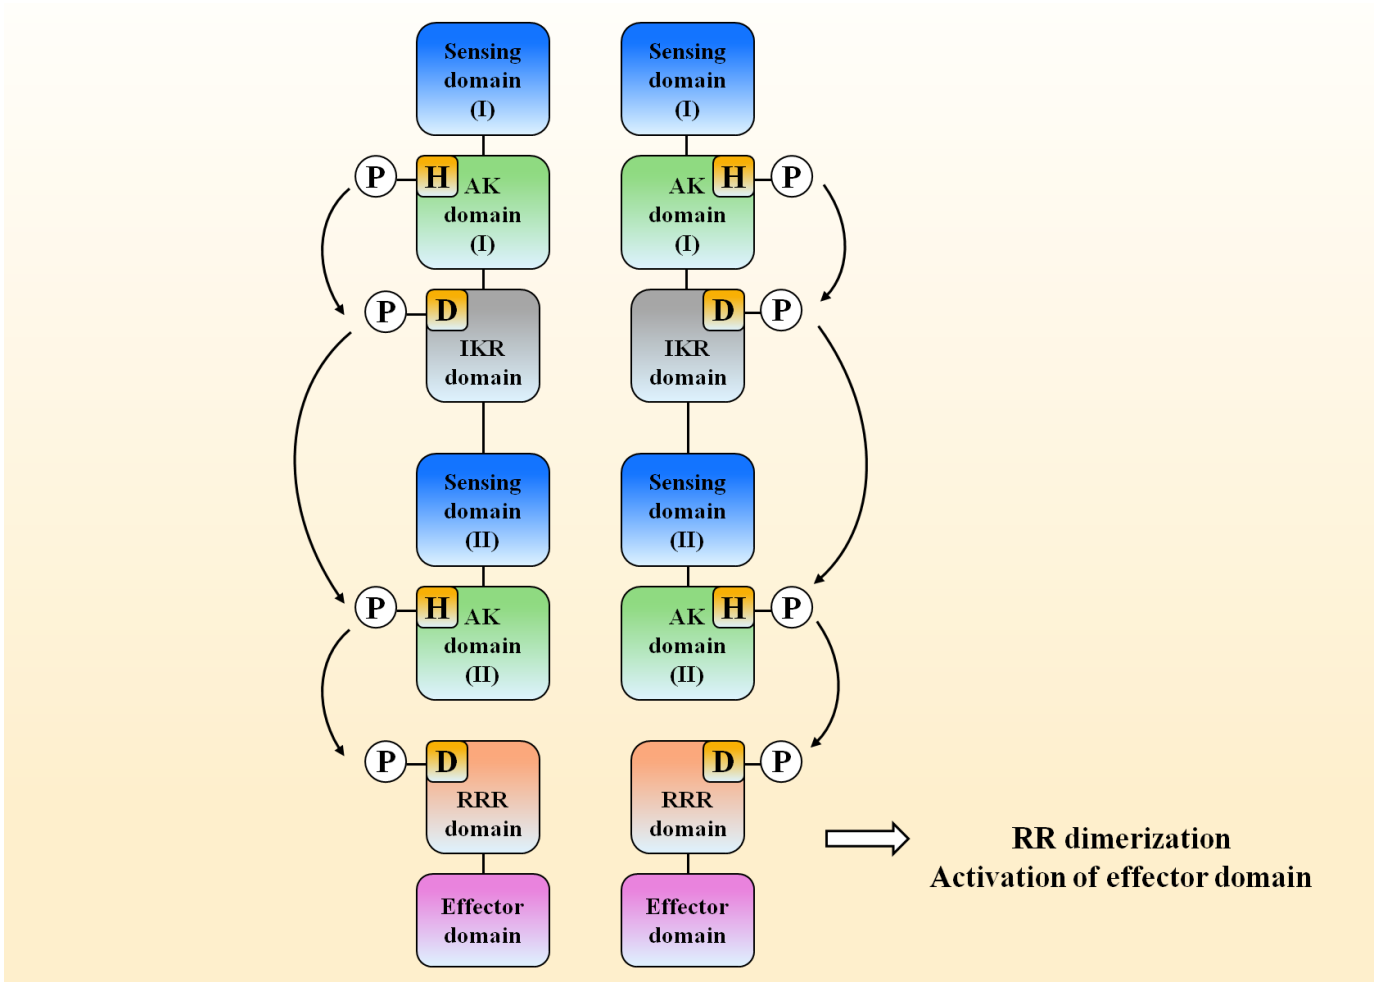 Sensing
domain
(I)
Sensing
domain
(I)
P
H
AK
domain
(I)
AK
domain
(I)
H
P
P
D
IKR
domain
IKR
domain
D
P
Sensing
domain
(II)
Sensing
domain
(II)
P
H
AK
domain
(II)
AK
domain
(II)
H
P
P
D
RRR
domain
RRR
domain
D
P
RR dimerization
Activation of effector domain
Effector
domain
Effector
domain